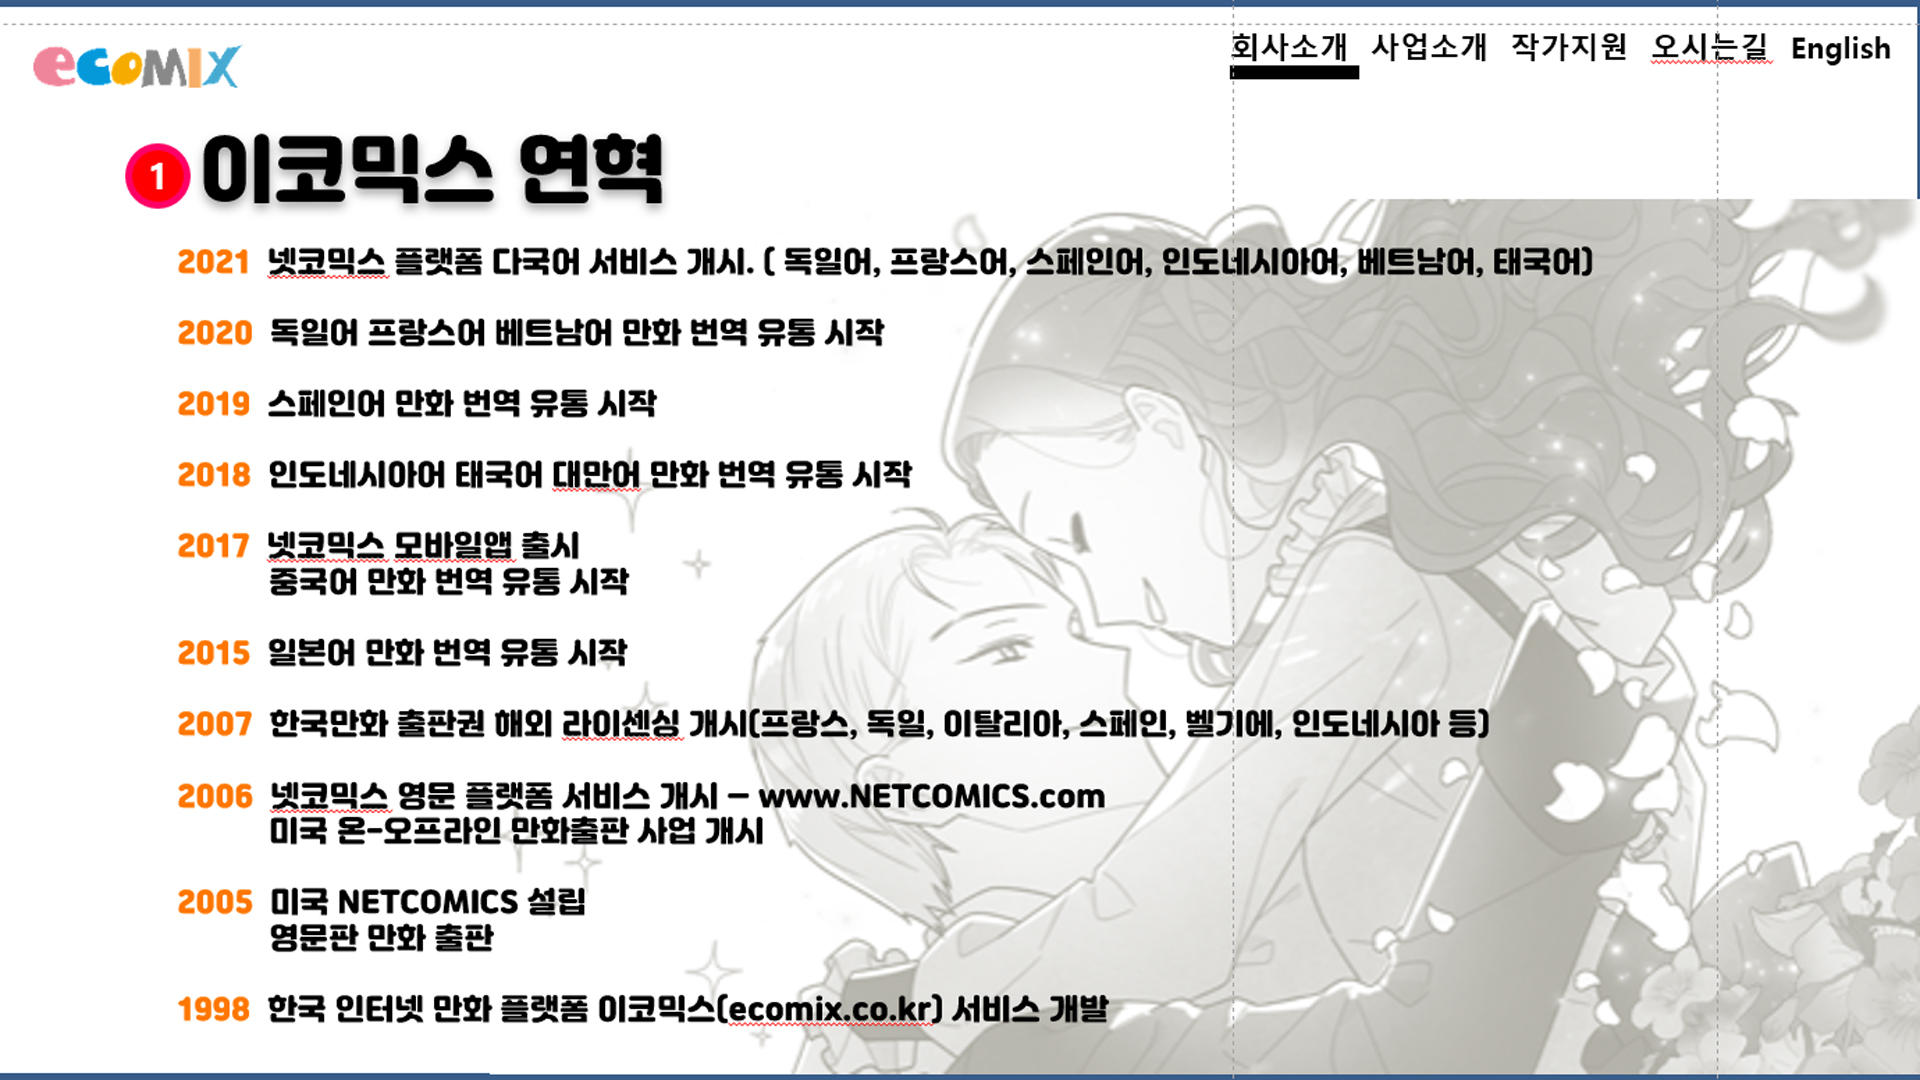 ecomix
회사소개 사업소개 작가지원 오시는길 English
1 이코믹스 연혁
2021 넷코믹스 플랫폼 다국어 서비스 개시. ( 독일어, 프랑스어, 스페인어, 인도네시아어, 베트남어, 태국어)
2020 독일어 프랑스어 베트남어 만화 번역 유통 시작
2019 스페인어 만화 번역 유통 시작
2018 인도네시아어 태국어 대만어 만화 번역 유통 시작
2017 넷코믹스 모바일앱 출시
중국어 만화 번역 유통 시작
2015 일본어 만화 번역 유통 시작
2007 한국만화 출판권 해외 라이센싱 개시(프랑스, 독일, 이탈리아, 스페인, 벨기에, 인도네시아 등)
2006 넷코믹스 영문 플랫폼 서비스 개시 – www.NETCOMICS.com
미국 온-오프라인 만화출판 사업 개시
2005 미국 NETCOMICS 설립
영문판 만화 출판
1998 한국 인터넷 만화 플랫폼 이코믹스(ecomix.co.kr) 서비스 개발